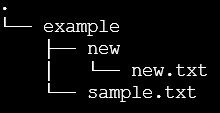 .
└── example
    ├── new
    │   └── new.txt
    └── sample.txt